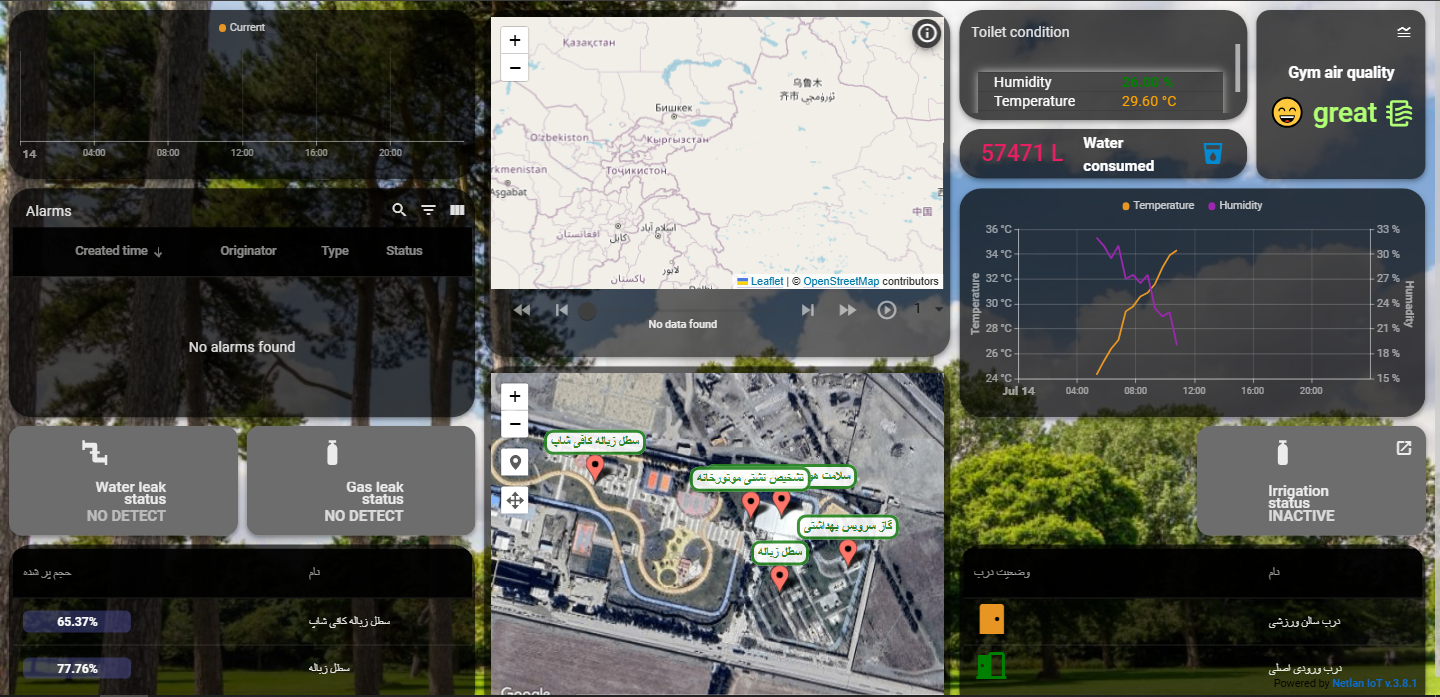 Current
14
04:00
08:00
12:00
16:00
20:00
Alarms
Created time
Originator
Type
Status
No alarms found
Water leak
status
NO DETECT
Gas leak
status
NO DETECT
حجم پر شده
نام
65.37%
سطل زباله کافی شاپ
77.76%
سطل زباله
+
−
Қазақстан
乌鲁木
齐市 ئۈرۈمچى
Бишкек
Oʻzbekistan
Кыргызстан
rkmenistan
Aşgabat
Тоҷикистон
افغانستان
کابل
اسلام آباد
لاہور
پاکستان
Delhi
中国
Leaflet | © OpenStreetMap contributors
1
No data found
+
−
سطل زباله کافی شاپ
تشخیص نشتی موتورخانه
سلامت هو
گاز سرویس بهداشتی
سطل زباله
Google
Toilet condition
Humidity
Temperature
29.60 °C
57471 L
Water
consumed
Gym air quality
great
Temperature
Humidity
36 °C
34 °C
32 °C
30 °C
28 °C
26 °C
24 °C
Temperature
33 %
30 %
27 %
24 %
21 %
18 %
15 %
Humadity
Jul 14
04:00
08:00
12:00
16:00
20:00
Irrigation
status
INACTIVE
وضعیت درب
نام
درب سالن ورزشی
درب ورودی اصلی
Powered by Netlan IoT v.3.8.1